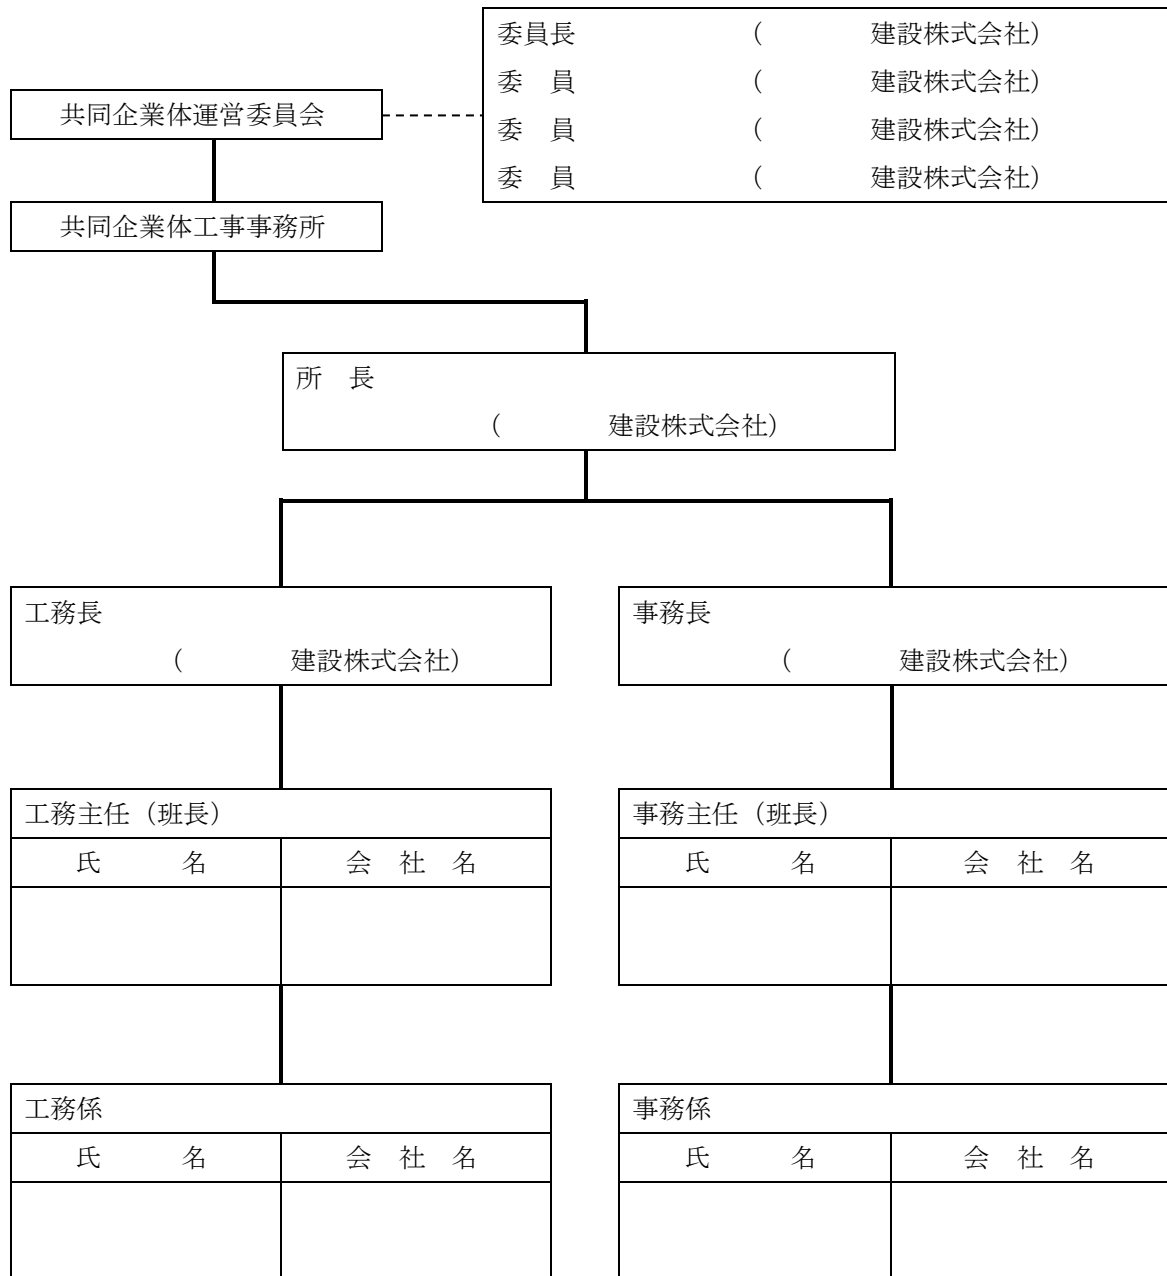 委員長　　　　　　　（　　　　建設株式会社）
委　員　　　　　　　（　　　　建設株式会社）
委　員　　　　　　　（　　　　建設株式会社）
委　員　　　　　　　（　　　　建設株式会社）
共同企業体運営委員会
共同企業体工事事務所
所　長
（　　　　建設株式会社）
工務長
（　　　　建設株式会社）
事務長
（　　　　建設株式会社）
工務主任（班長）
氏　　　名　会　社　名
事務主任（班長）
氏　　　名　会　社　名
工務係
氏　　　名　会　社　名
事務係
氏　　　名　会　社　名